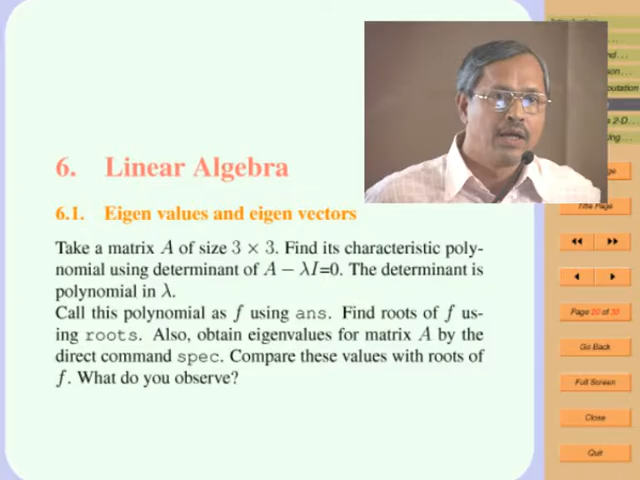 6. Linear Algebra
6.1. Eigen values and eigen vectors
Take a matrix A of size 3 × 3. Find its characteristic poly-
nomial using determinant of A − λI=0. The determinant is
polynomial in λ.
Call this polynomial as f using ans. Find roots of f us-
ing roots. Also, obtain eigenvalues for matrix A by the
direct command spec. Compare these values with roots of
f. What do you observe?
Title Page
Page 20 of 30
Go Back
Full Screen
Close
Quit